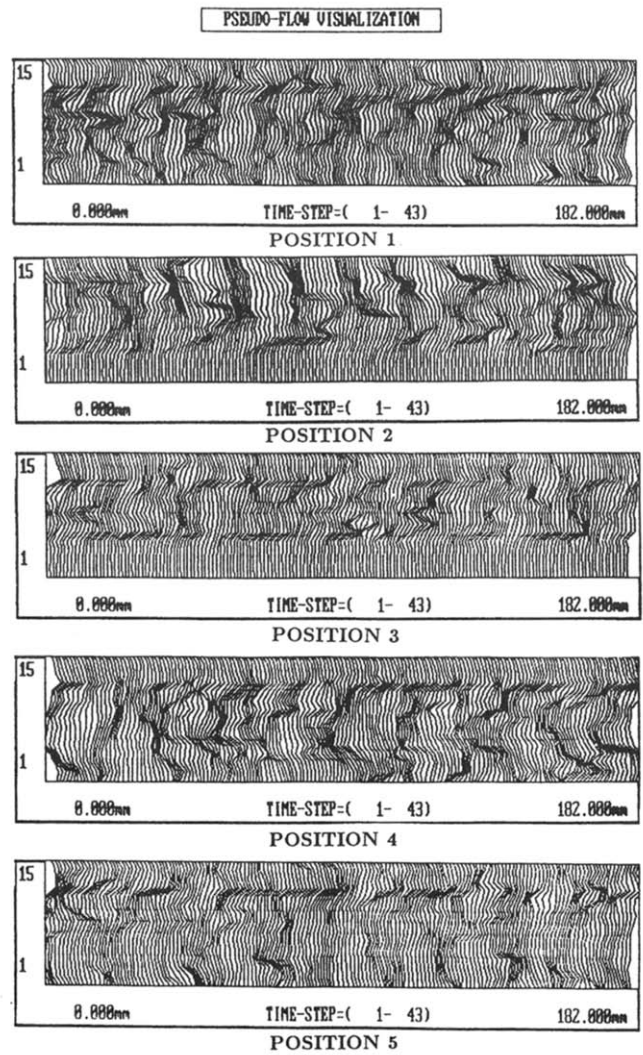 PSEUDO-FLOW VISUALIZATION
15
1
0.000mm TIME-STEP=( 1- 43) 182.000mm
POSITION 1
15
1
0.000mm TIME-STEP=( 1- 43) 182.000mm
POSITION 2
15
1
0.000mm TIME-STEP=( 1- 43) 182.000mm
POSITION 3
15
1
0.000mm TIME-STEP=( 1- 43) 182.000mm
POSITION 4
15
1
0.000mm TIME-STEP=( 1- 43) 182.000mm
POSITION 5